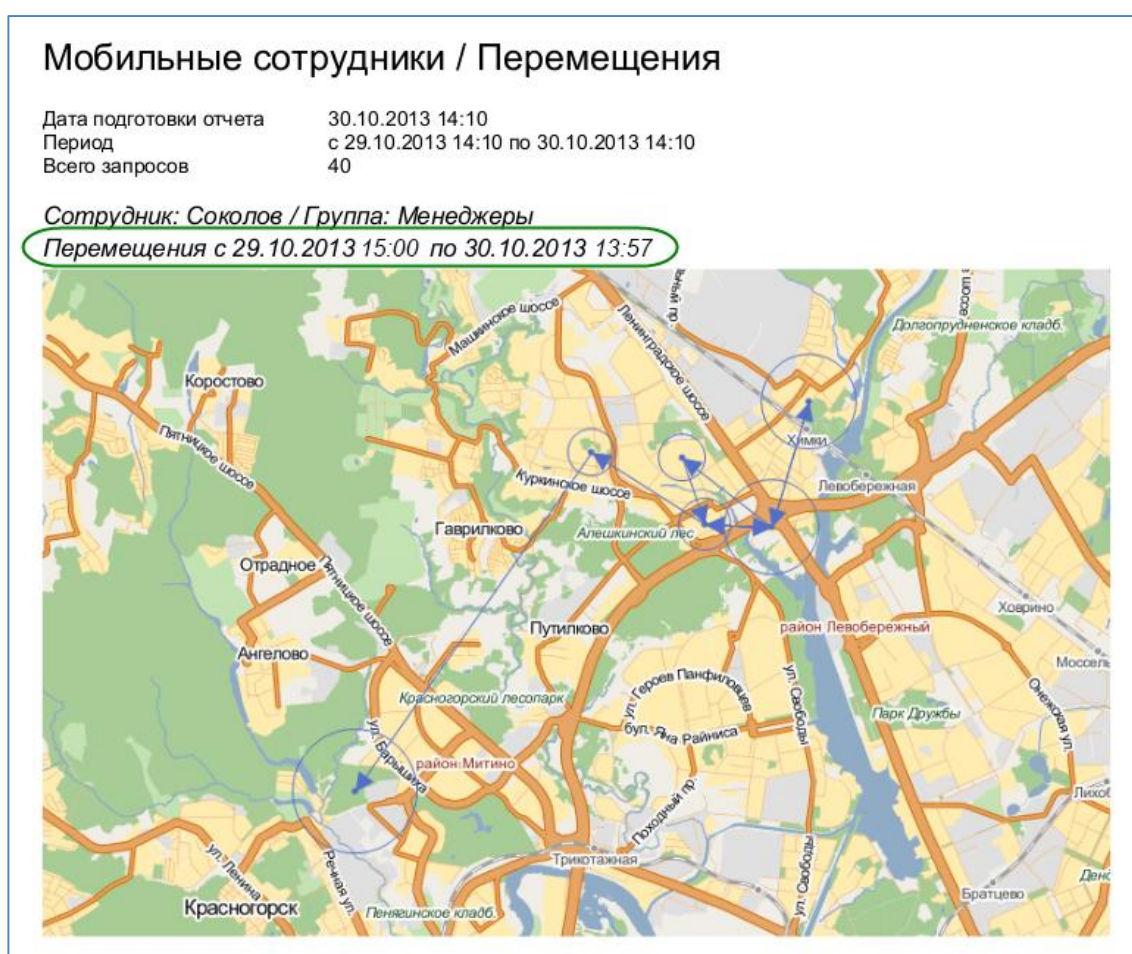 Мобильные сотрудники / Перемещения
Дата подготовки отчета 30.10.2013 14:10
Период с 29.10.2013 14:10 по 30.10.2013 14:10
Всего запросов 40
Сотрудник: Соколов / Группа: Менеджеры
Перемещения с 29.10.2013 15:00 по 30.10.2013 13:57
Машкинское шоссе
Ленинградское шоссе
Долгопрудненское кладб.
Коростово
Пятницкое шоссе
Химки
Куркинское шоссе
Левобережная
Гаврилково
Алешкинский лес
Отрадное
Пятницкое шоссе
Ховрино
Путилково
район Левобережный
Ангелово
ул. Героев Панфиловцев
ул. Свободы
Онежская ул.
Красногорский лесопарк
Парк Дружбы
бул. Яна Райниса
ул. Барышиха
район Митино
Походный пр.
ул. Ленина
Речная ул.
Трикотажная
ул. Свободы
Братцево
Красногорск
Пенягинское кладб.